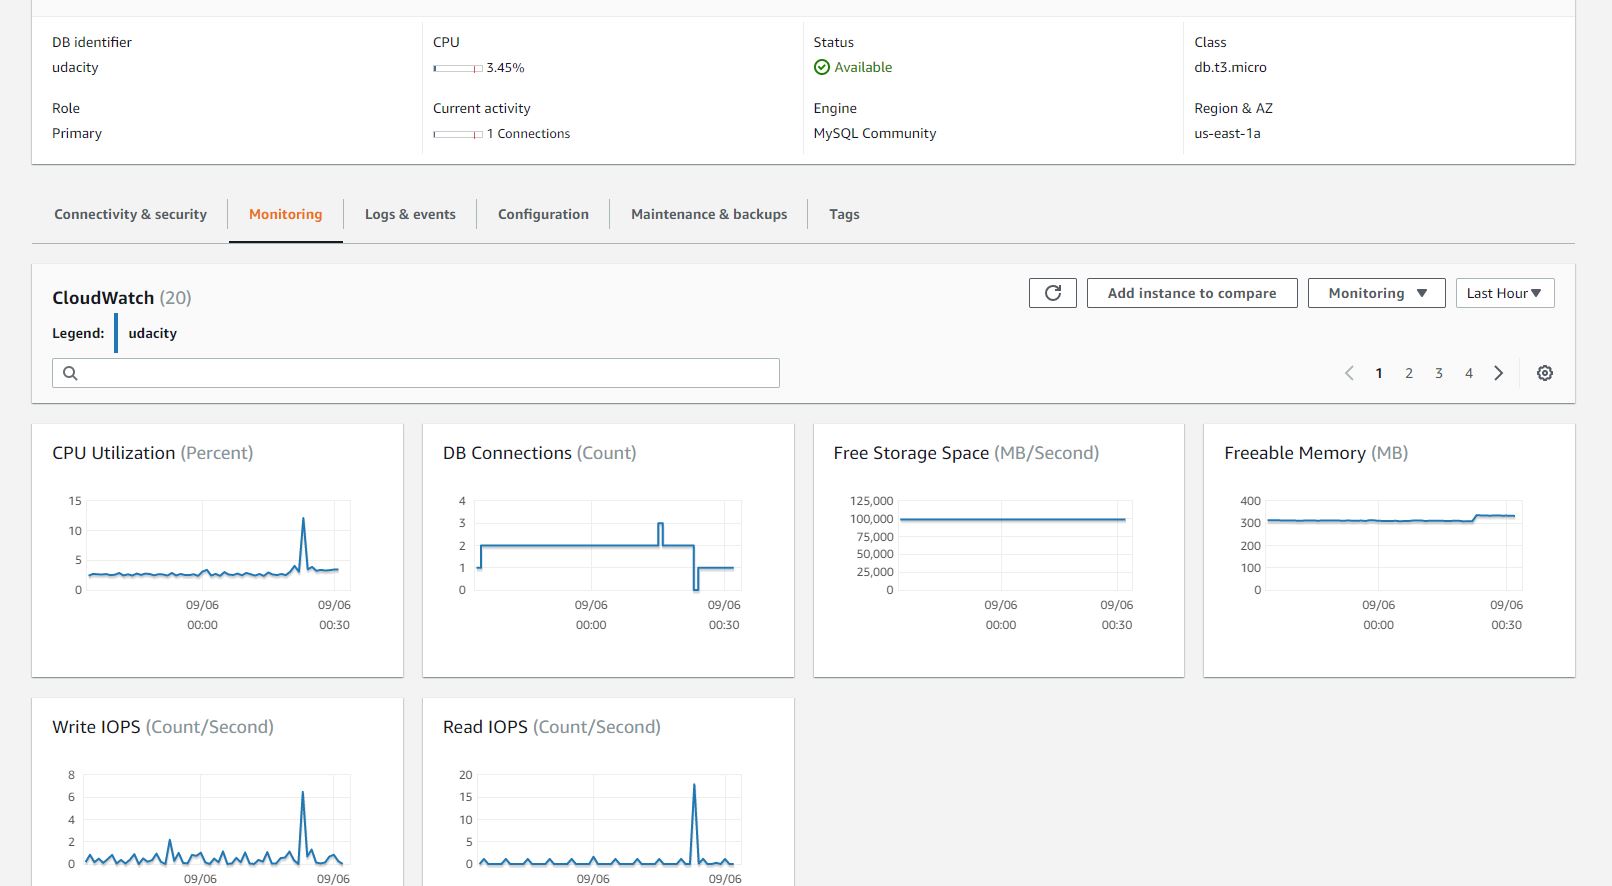 DB identifier
udacity
CPU
3.45%
Status
Available
Class
db.t3.micro
Role
Primary
Current activity
1 Connections
Engine
MySQL Community
Region & AZ
us-east-1a
Connectivity & security
Monitoring
Logs & events
Configuration
Maintenance & backups
Tags
CloudWatch (20)
Add instance to compare
Monitoring
Last Hour
Legend:
udacity
1 2 3 4
CPU Utilization (Percent)
15
10
5
0
09/06
00:00
09/06
00:30
DB Connections (Count)
4
3
2
1
0
09/06
00:00
09/06
00:30
Free Storage Space (MB/Second)
125,000
100,000
75,000
50,000
25,000
0
09/06
00:00
09/06
00:30
Freeable Memory (MB)
400
300
200
100
0
09/06
00:00
09/06
00:30
Write IOPS (Count/Second)
8
6
4
2
0
09/06
09/06
Read IOPS (Count/Second)
20
15
10
5
0
09/06
09/06